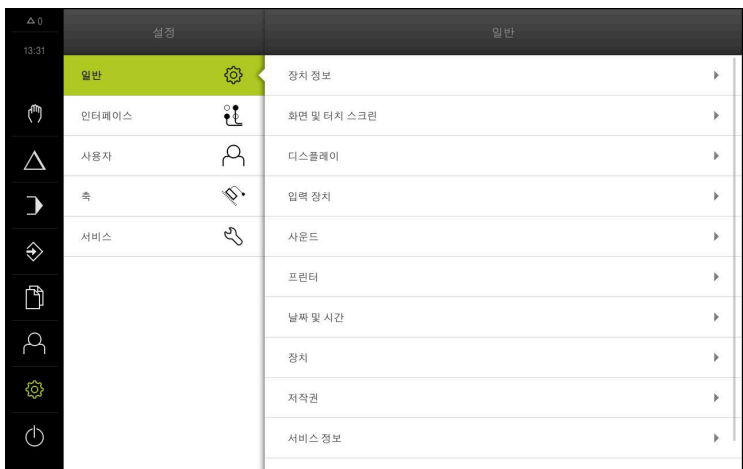 △ 0
13:31
설정
일반
일반
인터페이스
사용자
축
서비스
장치 정보
화면 및 터치 스크린
디스플레이
입력 장치
사운드
프린터
날짜 및 시간
장치
저작권
서비스 정보